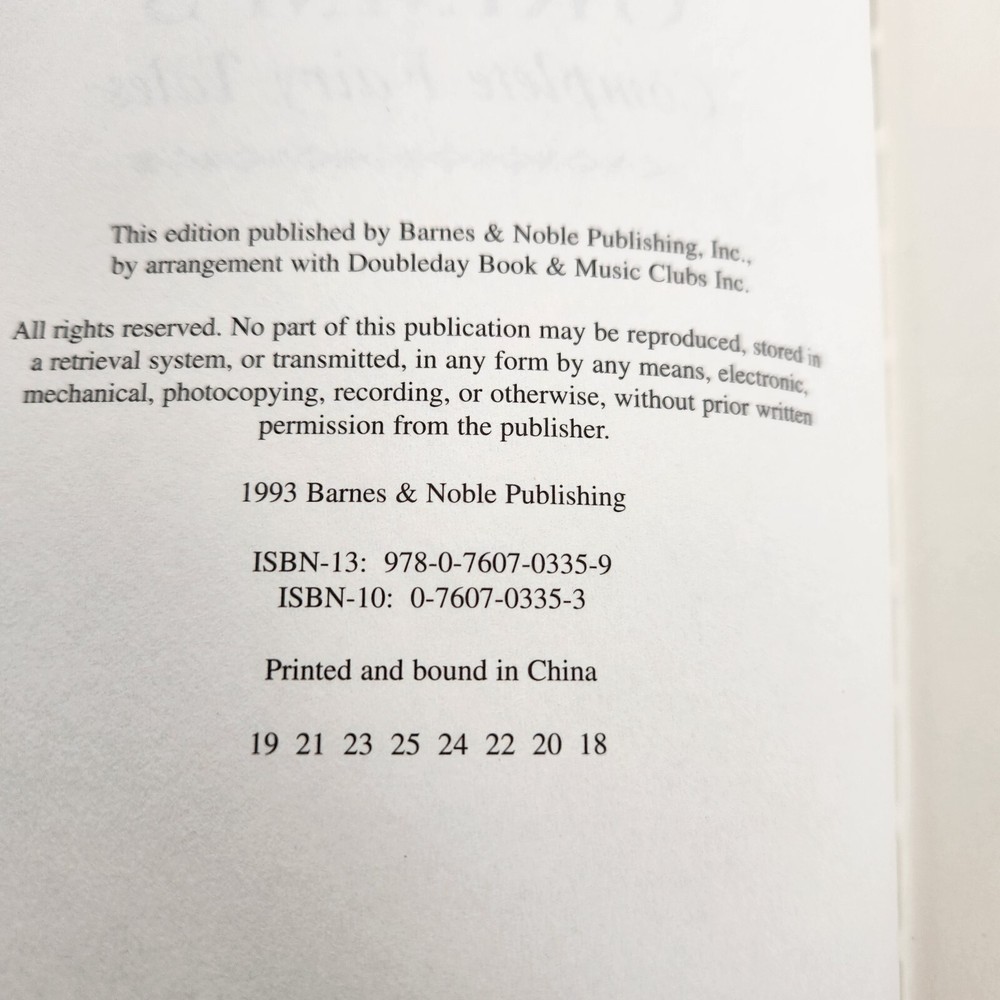 This edition published by Barnes & Noble Publishing, Inc.,
by arrangement with Doubleday Book & Music Clubs Inc.
All rights reserved. No part of this publication may be reproduced, stored in
a retrieval system, or transmitted, in any form by any means, electronic,
mechanical, photocopying, recording, or otherwise, without prior written
permission from the publisher.
1993 Barnes & Noble Publishing
ISBN-13: 978-0-7607-0335-9
ISBN-10: 0-7607-0335-3
Printed and bound in China
19 21 23 25 24 22 20 18